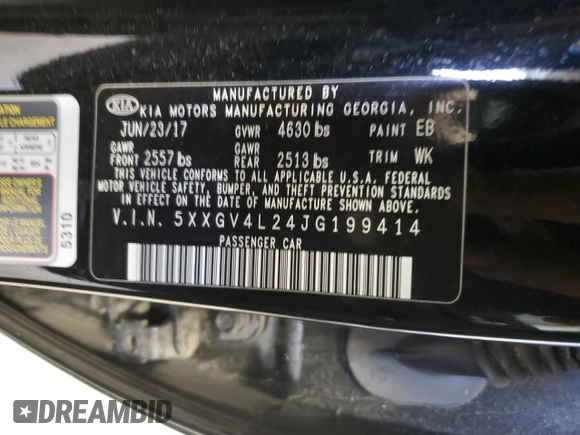 MANUFACTURED BY
KIA KIA MOTORS MANUFACTURING GEORGIA, INC.
JUN/23/17 GVWR 4630 lbs PAINT EB
GAWR FRONT 2557 lbs GAWR REAR 2513 lbs TRIM WK
THIS VEHICLE CONFORMS TO ALL APPLICABLE U.S.A. FEDERAL
MOTOR VEHICLE SAFETY, BUMPER, AND THEFT PREVENTION STANDARDS
IN EFFECT ON THE DATE OF MANUFACTURE SHOWN ABOVE.
V.I.N. 5XXGV4L24JG199414
PASSENGER CAR
5310
DREAMBID